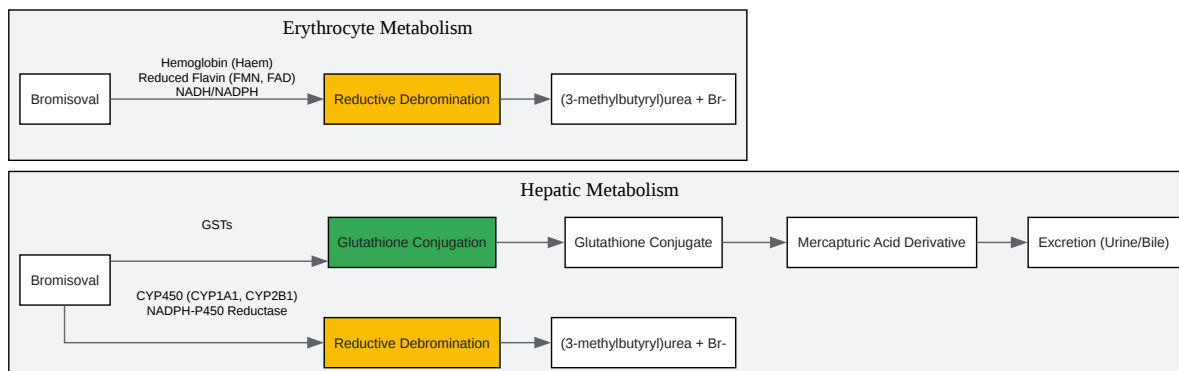 Erythrocyte Metabolism
Hemoglobin (Haem)
Reduced Flavin (FMN, FAD)
NADH/NADPH
Bromisoval
Reductive Debromination
(3-methylbutyryl)urea + Br-
Hepatic Metabolism
GSTs
Glutathione Conjugation
Glutathione Conjugate
Mercapturic Acid Derivative
Excretion (Urine/Bile)
Bromisoval
CYP450 (CYP1A1, CYP2B1)
NADPH-P450 Reductase
Reductive Debromination
(3-methylbutyryl)urea + Br-